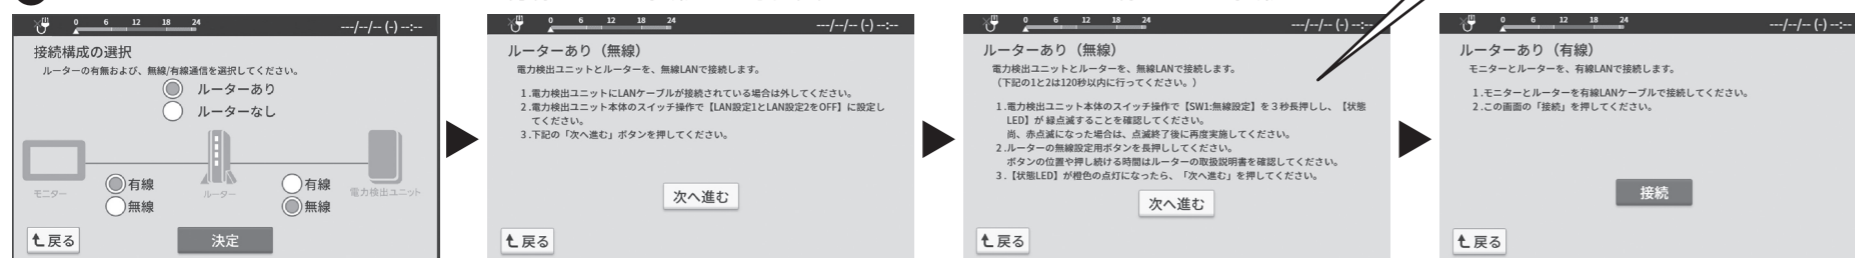 0 6 12 18 24
---/--/-- (-) --:--
接続構成の選択
ルーターの有無および、無線/有線通信を選択してください。
ルーターあり
ルーターなし
モニター
有線
無線
ルーター
有線
無線
電力検出ユニット
戻る
決定
0 6 12 18 24
---/--/-- (-) --:--
ルーターあり（無線）
電力検出ユニットとルーターを、無線LANで接続します。
1.電力検出ユニットにLANケーブルが接続されている場合は外してください。
2.電力検出ユニット本体のスイッチ操作で【LAN設定1とLAN設定2をOFF】に設定し
てください。
3.下記の「次へ進む」ボタンを押してください。
次へ進む
戻る
0 6 12 18 24
---/--/-- (-) --:--
ルーターあり（無線）
電力検出ユニットとルーターを、無線LANで接続します。
（下記の1と2は120秒以内に行ってください。）
1.電力検出ユニット本体のスイッチ操作で【SW1:無線設定】を３秒長押しし、【状態
LED】が緑点滅することを確認してください。
尚、赤点滅になった場合は、点滅終了後に再度実施してください。
2.ルーターの無線設定用ボタンを長押ししてください。
ボタンの位置や押し続ける時間はルーターの取扱説明書を確認してください。
3.【状態LED】が橙色の点灯になったら、「次へ進む」を押してください。
次へ進む
戻る
0 6 12 18 24
---/--/-- (-) --:--
ルーターあり（有線）
モニターとルーターを、有線LANで接続します。
1.モニターとルーターを有線LANケーブルで接続してください。
2.この画面の「接続」を押してください。
接続
戻る